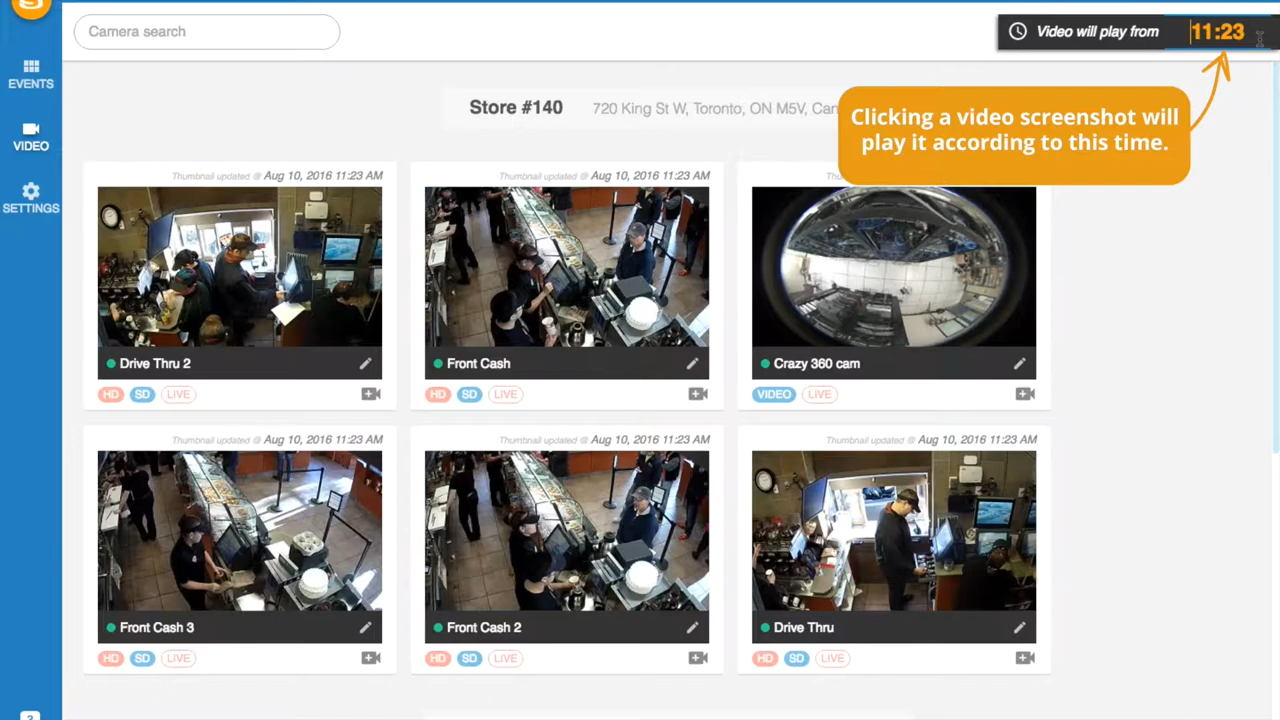 Camera search
Video will play from 11:23
EVENTS
VIDEO
SETTINGS
Store #140 720 King St W, Toronto, ON M5V,
Clicking a video screenshot will
play it according to this time.
Thumbnail updated @ Aug 10, 2016 11:23 AM
Drive Thru 2
HD SD LIVE
Thumbnail updated @ Aug 10, 2016 11:23 AM
Front Cash
HD SD LIVE
Crazy 360 cam
VIDEO LIVE
Thumbnail updated @ Aug 10, 2016 11:23 AM
Front Cash 3
HD SD LIVE
Thumbnail updated @ Aug 10, 2016 11:23 AM
Front Cash 2
HD SD LIVE
Thumbnail updated @ Aug 10, 2016 11:23 AM
Drive Thru
HD SD LIVE